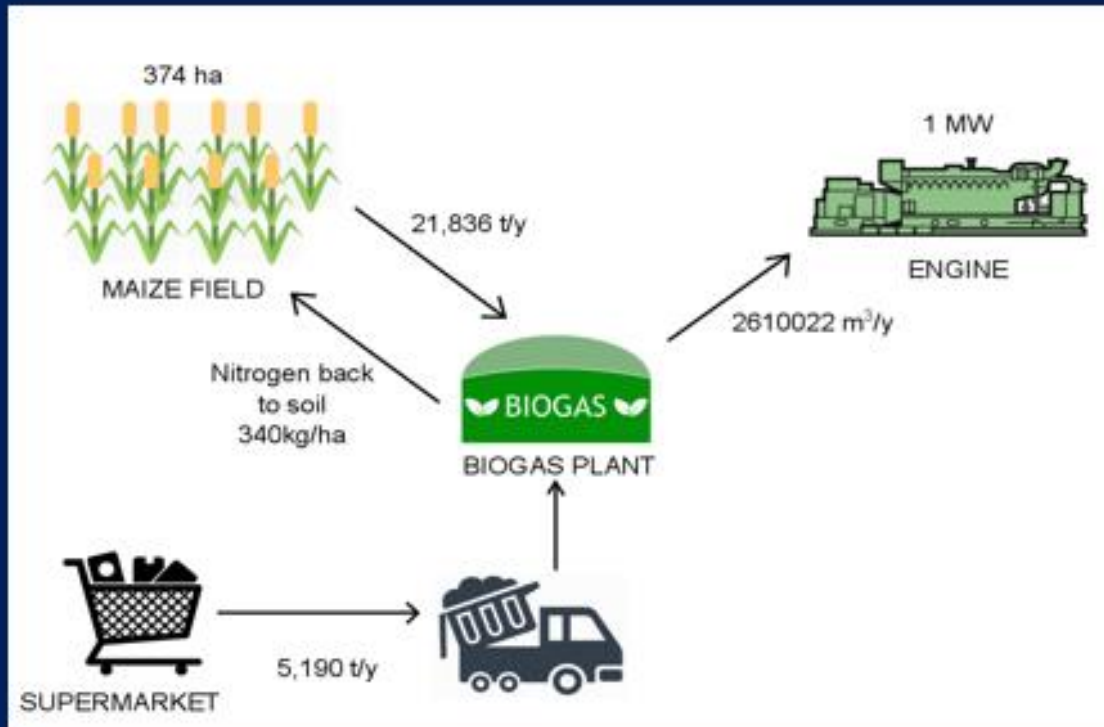 374 ha
MAIZE FIELD
21,836 t/y
1 MW
ENGINE
2610022 m³/y
Nitrogen back
to soil
340kg/ha
BIOGAS
BIOGAS PLANT
5,190 t/y
SUPERMARKET